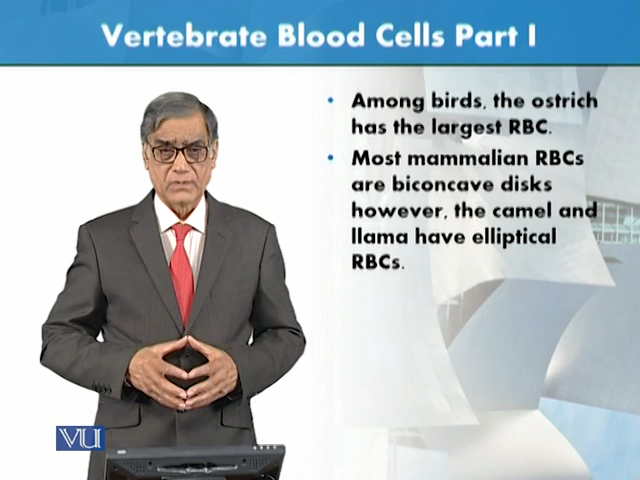 Vertebrate Blood Cells Part I
• Among birds, the ostrich
has the largest RBC.
• Most mammalian RBCs
are biconcave disks
however, the camel and
llama have elliptical
RBCs.
VU